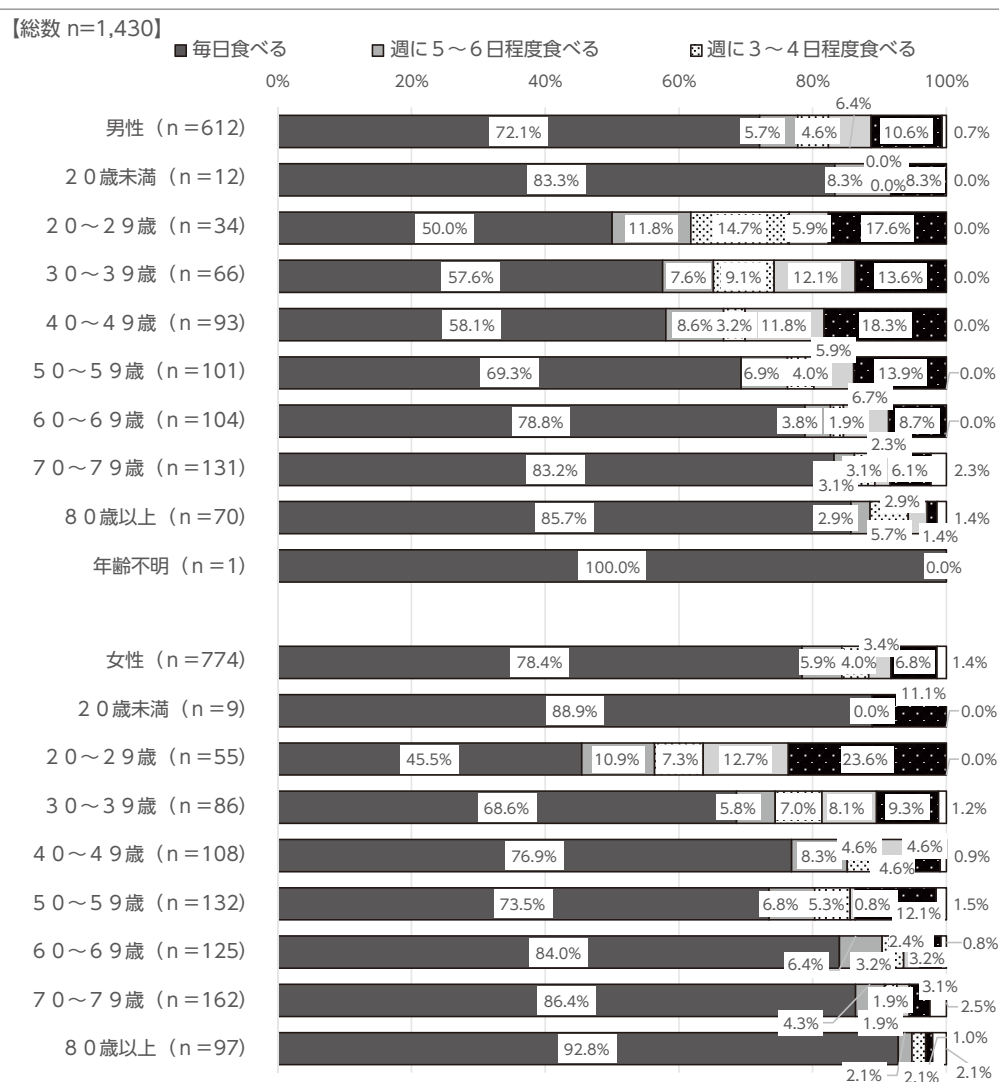 【総数 n=1,430】
毎日食べる 週に５～６日程度食べる 週に３～４日程度食べる
0% 20% 40% 60% 80% 100%
男性（ｎ＝612） 72.1% 5.7% 4.6% 6.4% 10.6% 0.7%
２０歳未満（ｎ＝12） 83.3% 8.3% 0.0% 0.0% 8.3% 0.0%
２０～２９歳（ｎ＝34） 50.0% 11.8% 14.7% 5.9% 17.6% 0.0%
３０～３９歳（ｎ＝66） 57.6% 7.6% 9.1% 12.1% 13.6% 0.0%
４０～４９歳（ｎ＝93） 58.1% 8.6% 3.2% 11.8% 18.3% 0.0%
５０～５９歳（ｎ＝101） 69.3% 6.9% 4.0% 5.9% 13.9% 0.0%
６０～６９歳（ｎ＝104） 78.8% 3.8% 1.9% 6.7% 8.7% 0.0%
７０～７９歳（ｎ＝131） 83.2% 3.1% 3.1% 2.3% 6.1% 2.3%
８０歳以上（ｎ＝70） 85.7% 2.9% 5.7% 2.9% 1.4% 1.4%
年齢不明（ｎ＝1） 100.0% 0.0%
女性（ｎ＝774） 78.4% 5.9% 4.0% 3.4% 6.8% 1.4%
２０歳未満（ｎ＝9） 88.9% 0.0% 11.1% 0.0%
２０～２９歳（ｎ＝55） 45.5% 10.9% 7.3% 12.7% 23.6% 0.0%
３０～３９歳（ｎ＝86） 68.6% 5.8% 7.0% 8.1% 9.3% 1.2%
４０～４９歳（ｎ＝108） 76.9% 8.3% 4.6% 4.6% 4.6% 0.9%
５０～５９歳（ｎ＝132） 73.5% 6.8% 5.3% 0.8% 12.1% 1.5%
６０～６９歳（ｎ＝125） 84.0% 6.4% 3.2% 2.4% 3.2% 0.8%
７０～７９歳（ｎ＝162） 86.4% 4.3% 1.9% 1.9% 3.1% 2.5%
８０歳以上（ｎ＝97） 92.8% 2.1% 2.1% 1.0% 2.1%